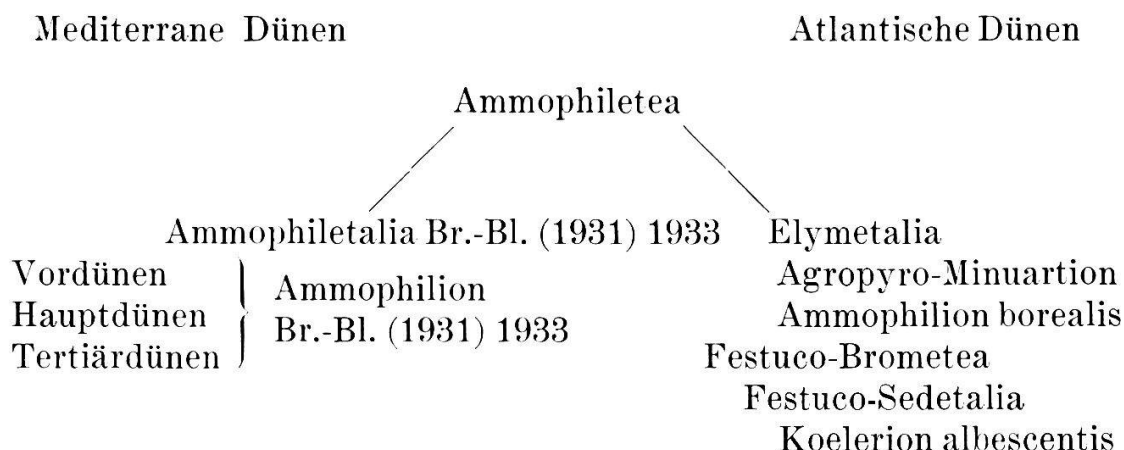 Mediterrane Dünen Atlantische Dünen
Ammophiletea
Ammophiletalia Br.-Bl. (1931) 1933 Elymetalia
Vordünen Agropyro-Minuartion
Ammophilion
Hauptdünen Ammophilion borealis
Br.-Bl. (1931) 1933
Tertiärdünen Festuco-Brometea
Festuco-Sedetalia
Koelerion albescentis